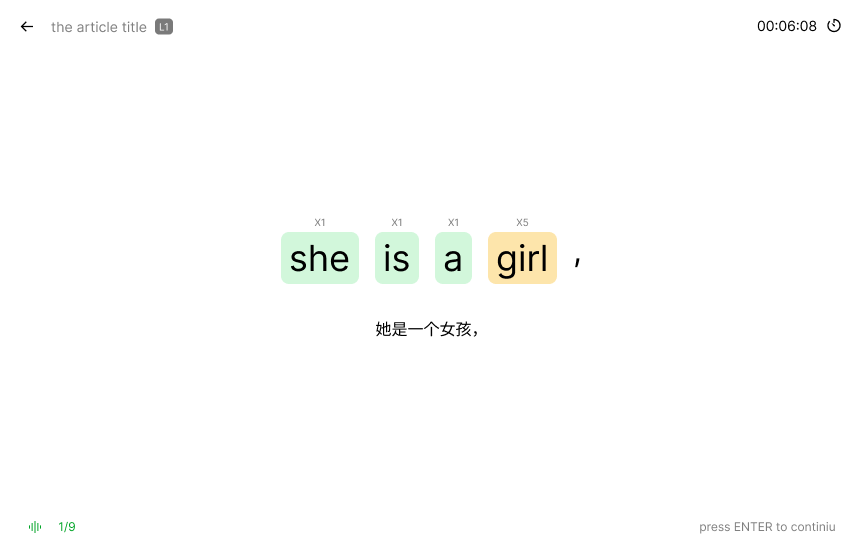 the article title L1 00:06:08
X1 X1 X1 X5
she is a girl ,
她是一个女孩，
1/9 press ENTER to continiu